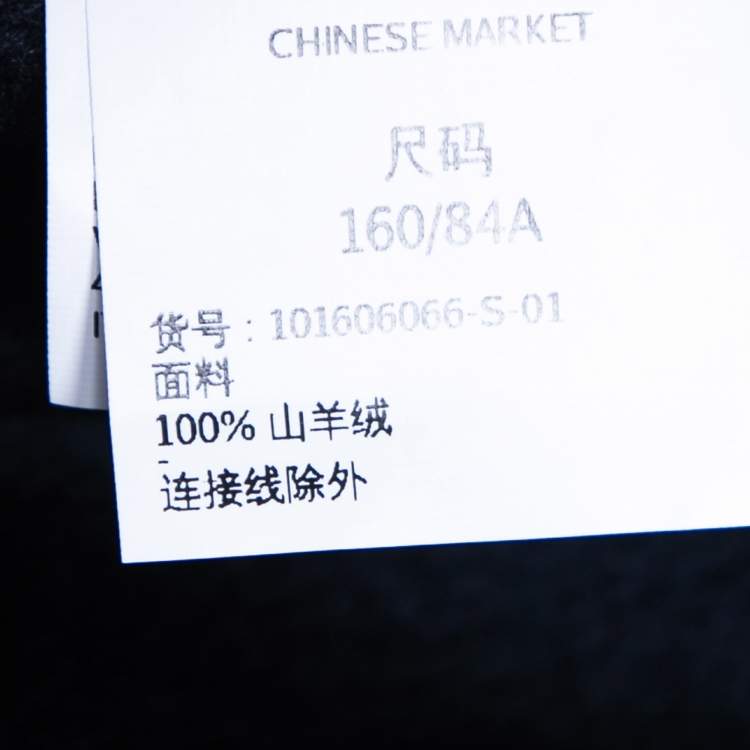 CHINESE MARKET
尺码
160/84A
货号：101606066-S-01
面料
100% 山羊绒
-
连接线除外